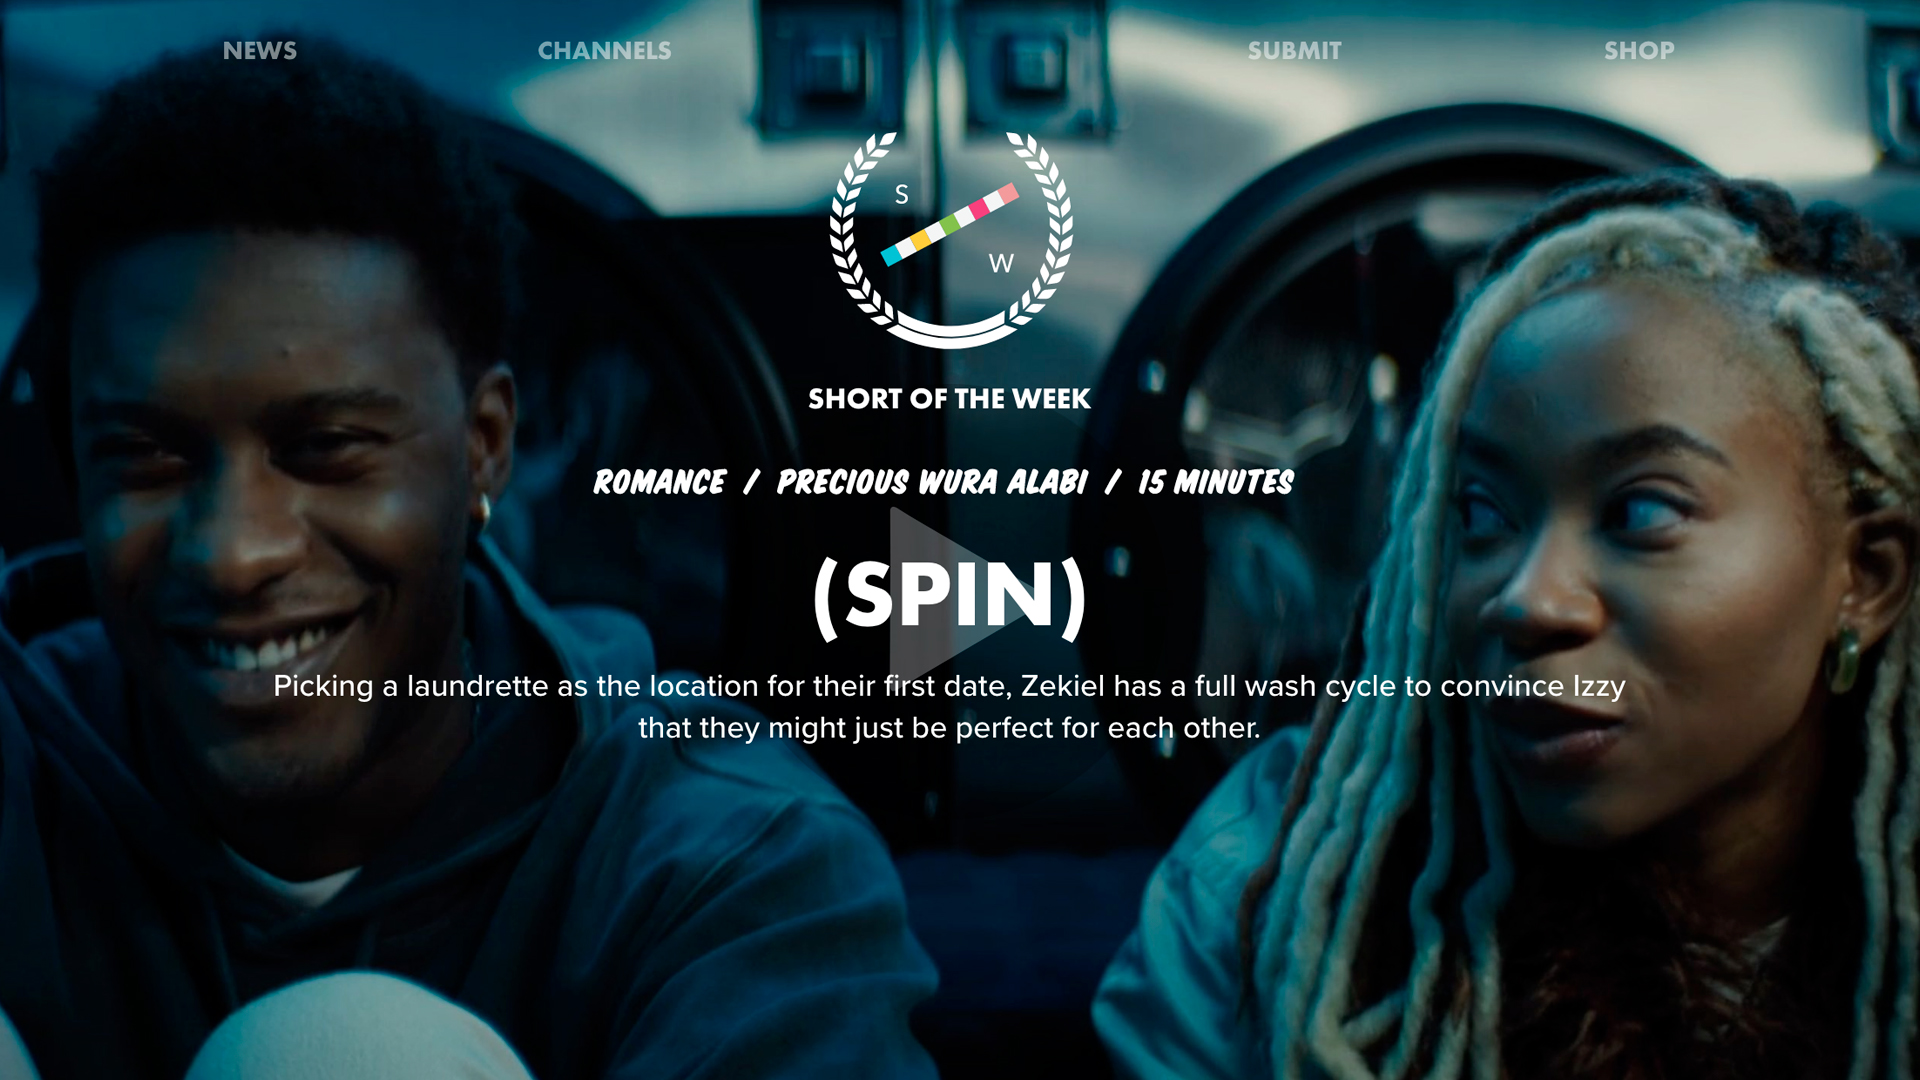 NEWS CHANNELS SUBMIT SHOP
S
W
SHORT OF THE WEEK
ROMANCE / PRECIOUS WURA ALABI / 15 MINUTES
(SPIN)
Picking a laundrette as the location for their first date, Zekiel has a full wash cycle to convince Izzy
that they might just be perfect for each other.